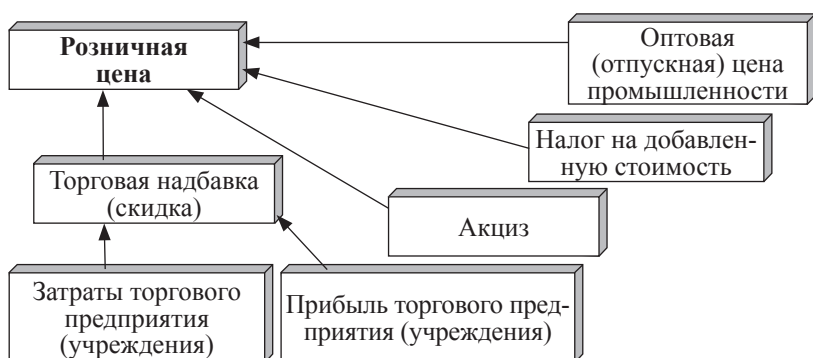 Розничная
цена
Оптовая
(отпускная) цена
промышленности
Налог на добавлен-
ную стоимость
Торговая надбавка
(скидка)
Акциз
Затраты торгового
предприятия
(учреждения)
Прибыль торгового пред-
приятия (учреждения)